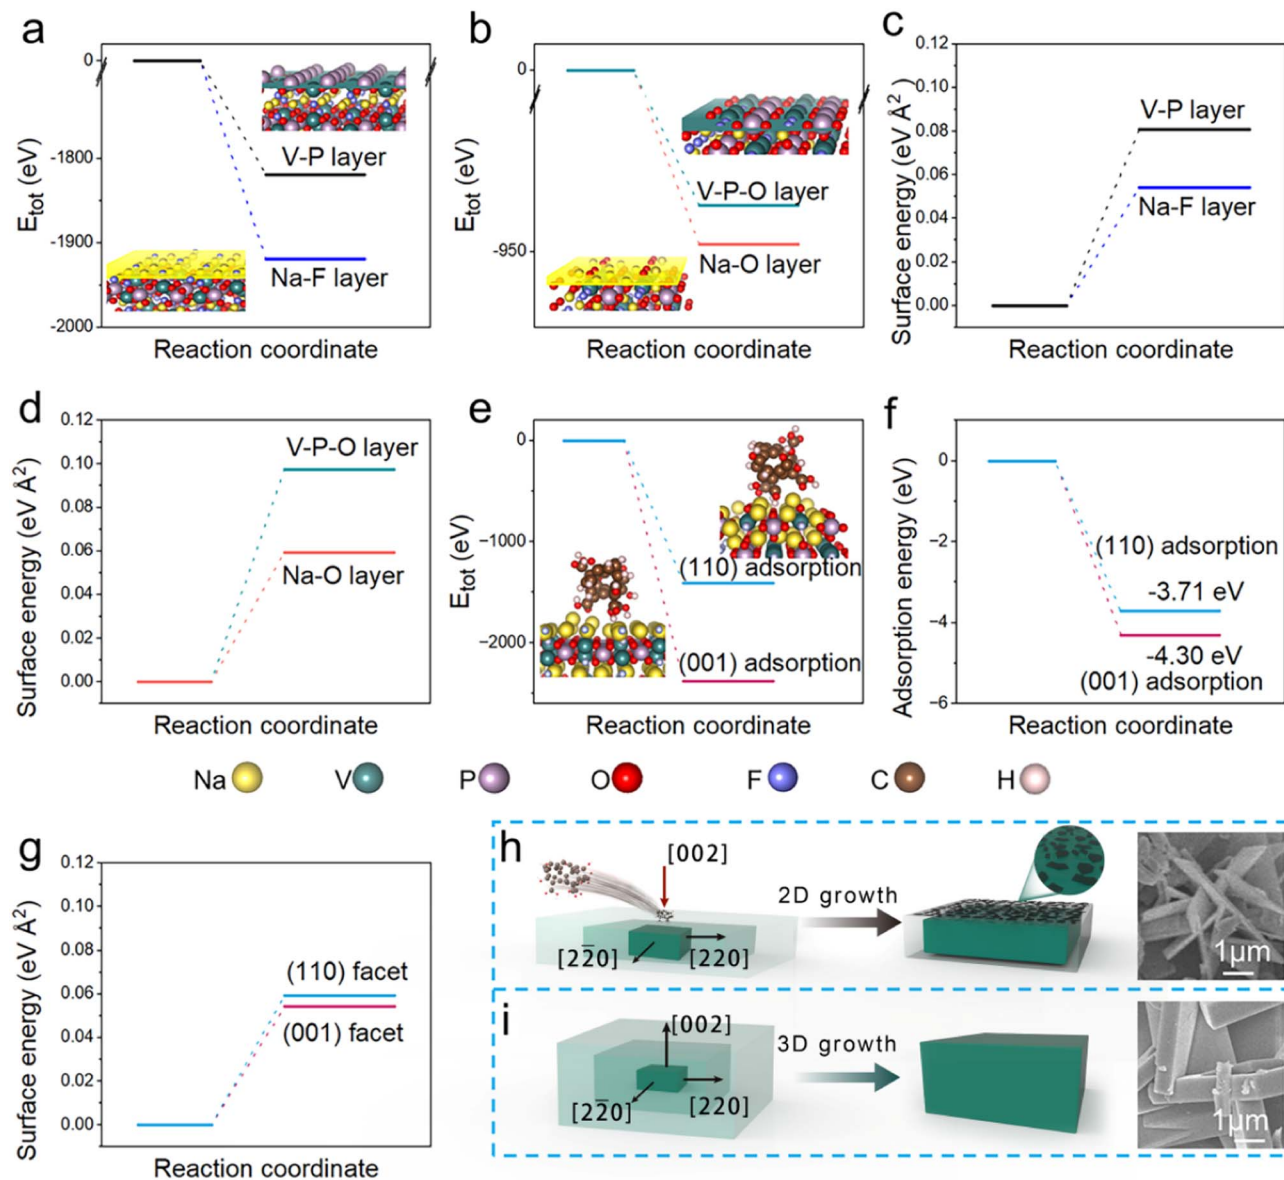 a
0
-1800
-1900
-2000
E_tot (eV)
V-P layer
Na-F layer
Reaction coordinate
b
0
-950
E_tot (eV)
V-P-O layer
Na-O layer
Reaction coordinate
c
0.12
0.10
0.08
0.06
0.04
0.02
0.00
Surface energy (eV Å²)
V-P layer
Na-F layer
Reaction coordinate
d
0.12
0.10
0.08
0.06
0.04
0.02
0.00
Surface energy (eV Å²)
V-P-O layer
Na-O layer
Reaction coordinate
e
0
-1000
-2000
E_tot (eV)
(110) adsorption
(001) adsorption
Reaction coordinate
f
0
-2
-4
-6
Adsorption energy (eV)
(110) adsorption
-3.71 eV
-4.30 eV
(001) adsorption
Reaction coordinate
Na V P O F C H
g
0.12
0.10
0.08
0.06
0.04
0.02
0.00
Surface energy (eV Å²)
(110) facet
(001) facet
Reaction coordinate
h
[002]
[22̅0]
[220]
2D growth
1μm
i
[002]
[22̅0]
[220]
3D growth
1μm